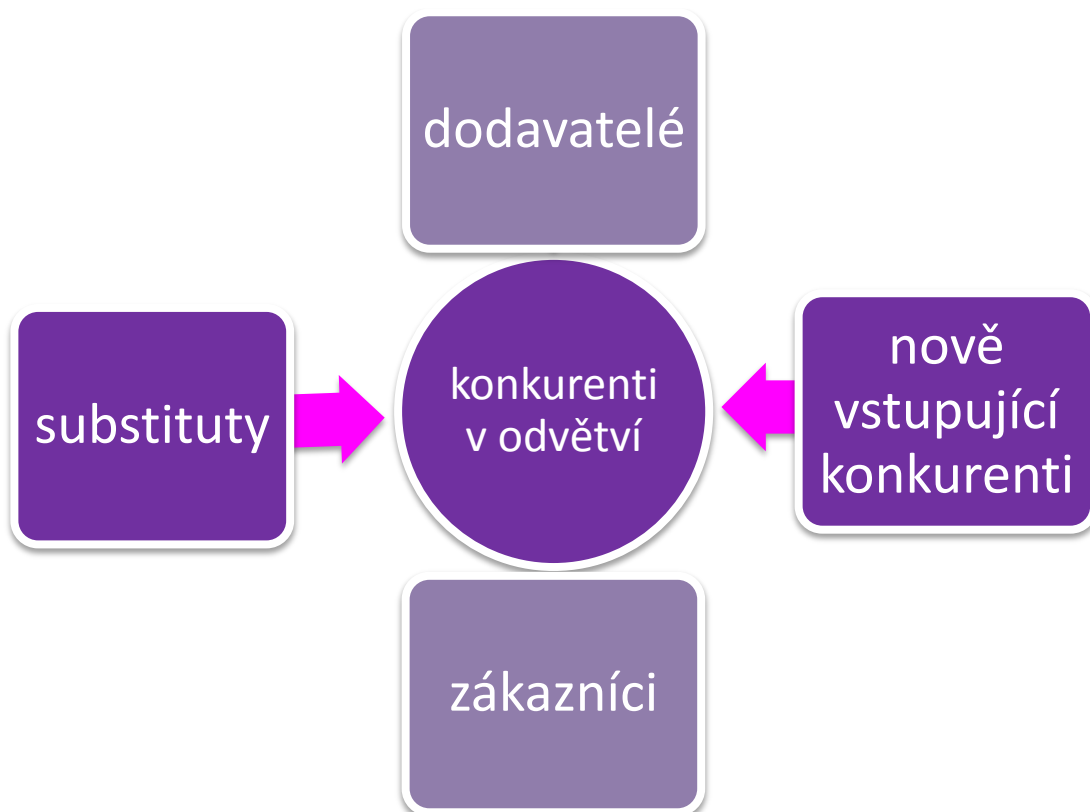 dodavatelé
substituty
konkurenti
v odvětví
nově
vstupující
konkurenti
zákazníci